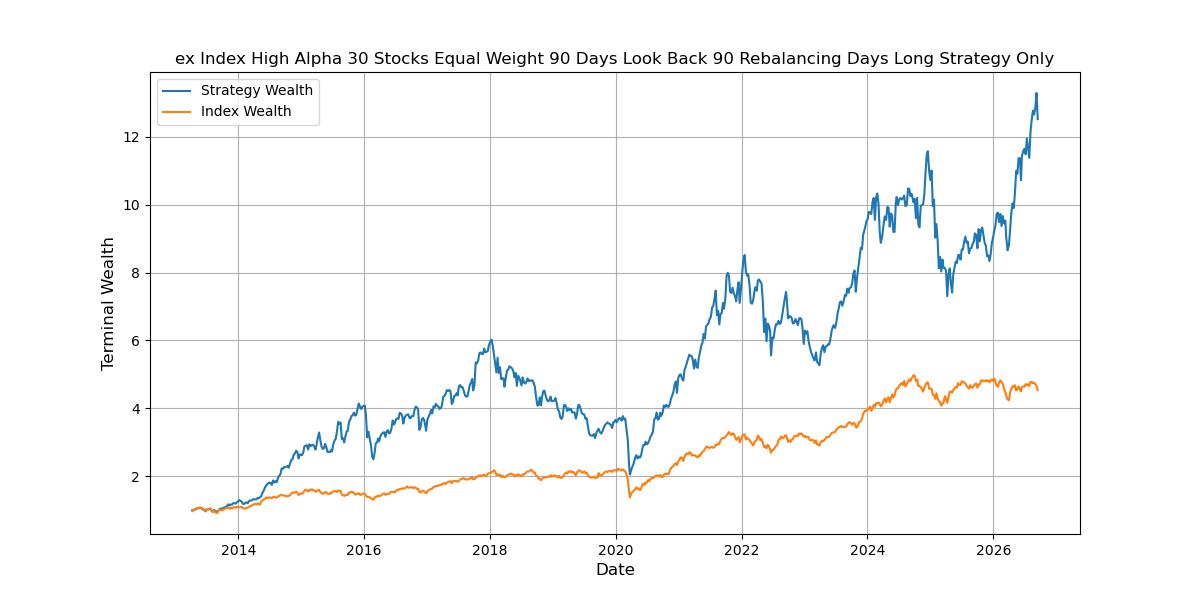 ex Index High Alpha 30 Stocks Equal Weight 90 Days Look Back 90 Rebalancing Days Long Strategy Only
Strategy Wealth
Index Wealth
Terminal Wealth
12
10
8
6
4
2
2014 2016 2018 2020 2022 2024 2026
Date